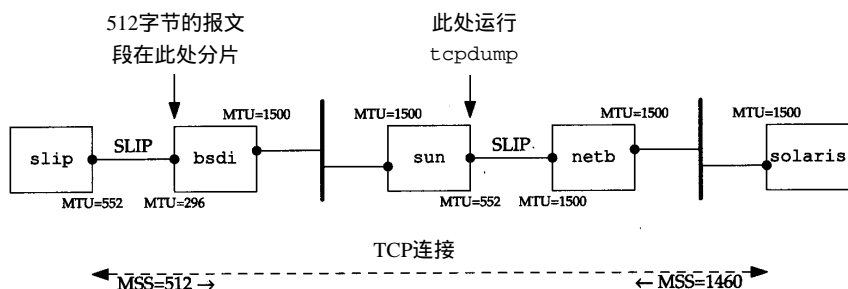 512字节的报文
段在此处分片
此处运行
tcpdump
MTU=1500
MTU=1500
MTU=1500
MTU=1500
slip
SLIP
bsdi
sun
SLIP
netb
solaris
MTU=552
MTU=296
MTU=552
MTU=1500
TCP连接
MSS=512 →
← MSS=1460